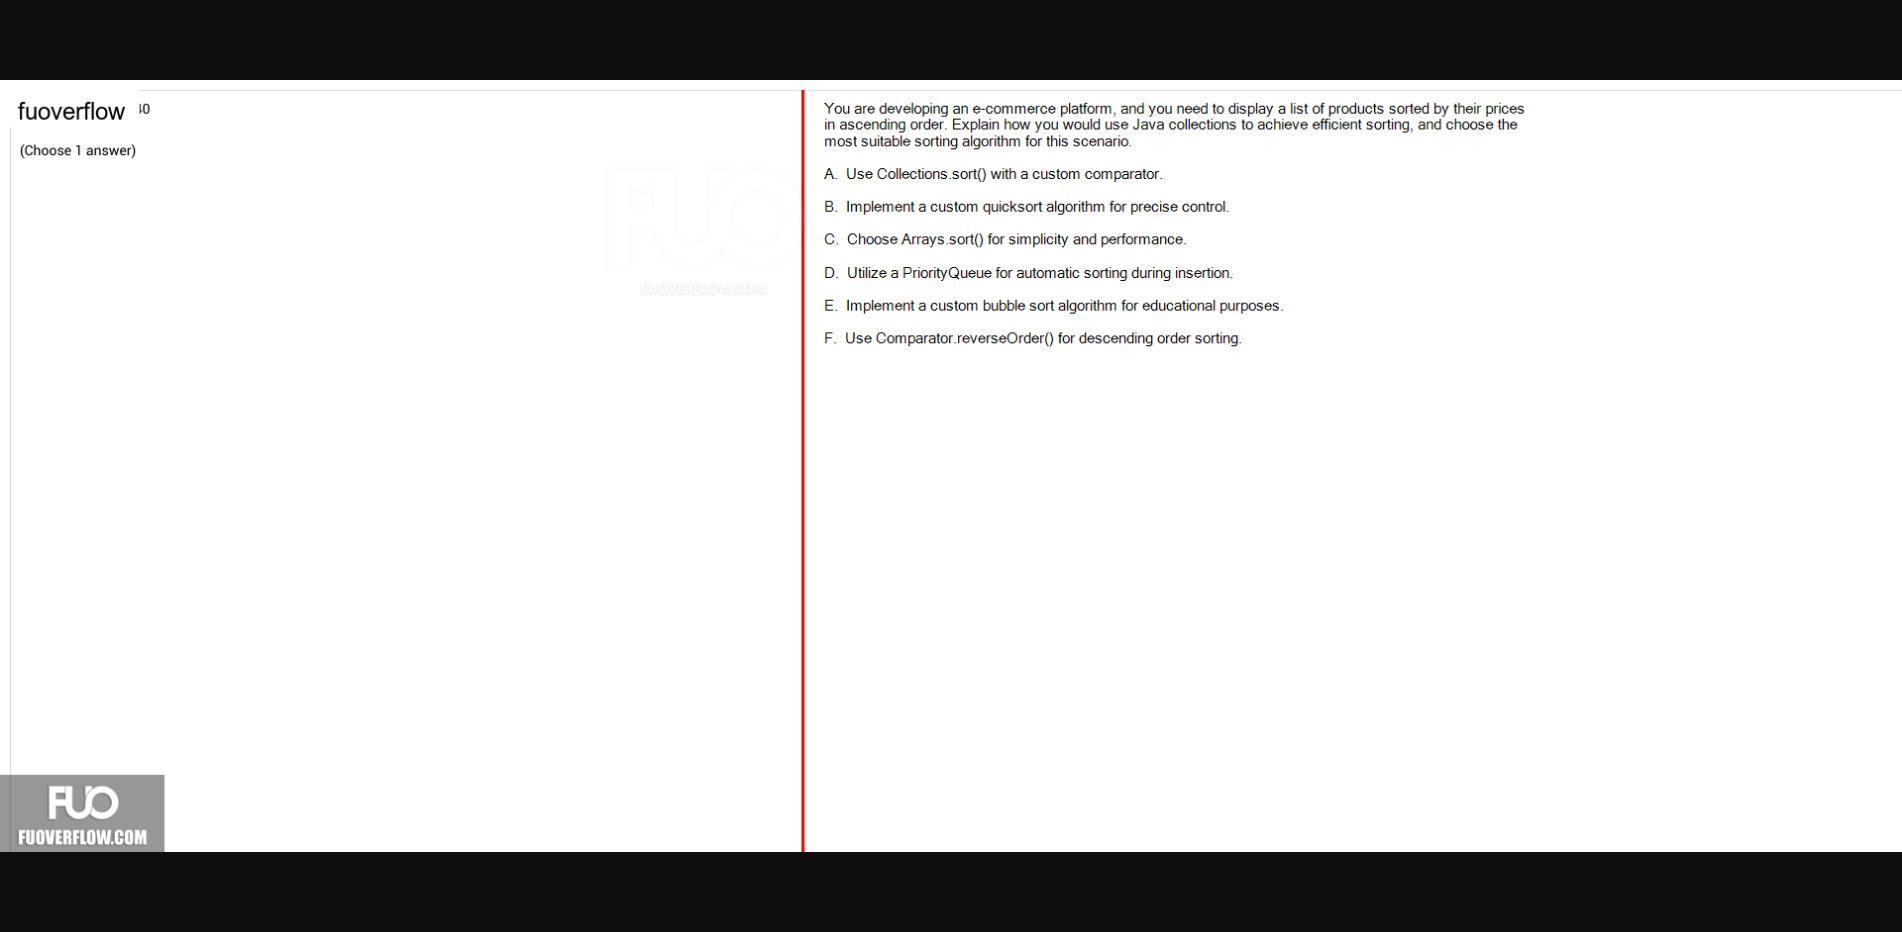 fuoverflow
(Choose 1 answer)
You are developing an e-commerce platform, and you need to display a list of products sorted by their prices
in ascending order. Explain how you would use Java collections to achieve efficient sorting, and choose the
most suitable sorting algorithm for this scenario.
A. Use Collections.sort() with a custom comparator.
B. Implement a custom quicksort algorithm for precise control.
C. Choose Arrays.sort() for simplicity and performance.
D. Utilize a PriorityQueue for automatic sorting during insertion.
E. Implement a custom bubble sort algorithm for educational purposes.
F. Use Comparator.reverseOrder() for descending order sorting.
FUO
FUOVERFLOW.COM
FUO
FUOVERFLOW.COM